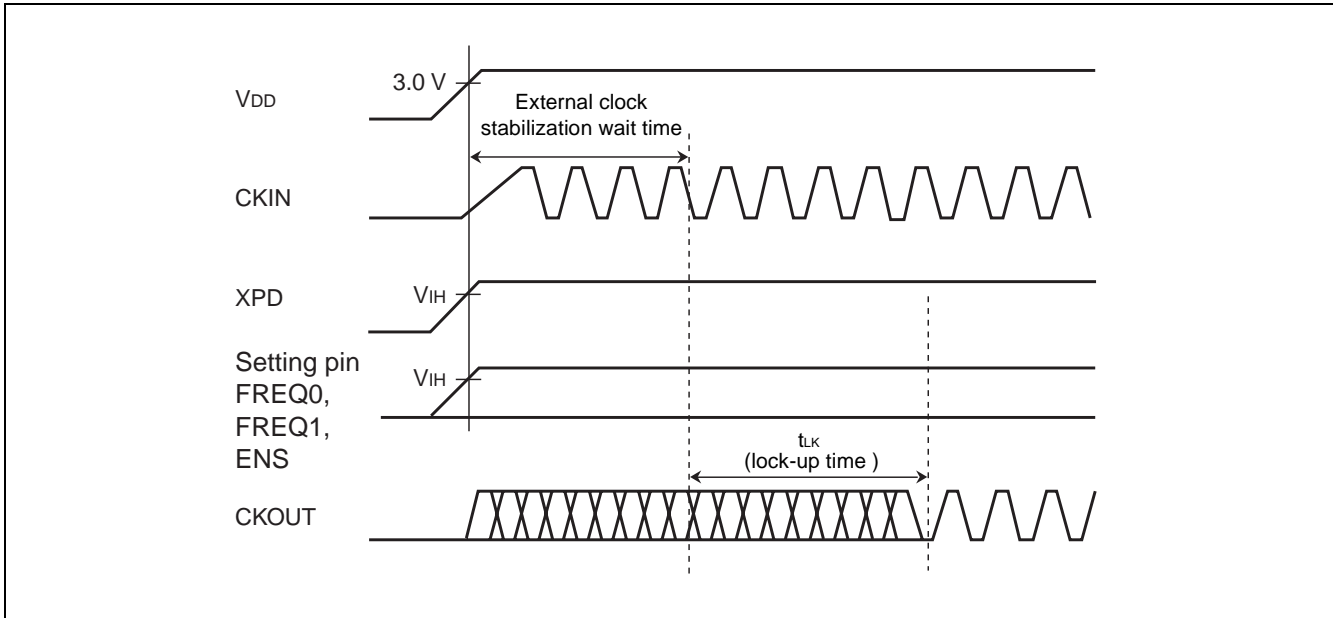 VDD
3.0 V
External clock
stabilization wait time
CKIN
XPD
VIH
Setting pin
FREQ0,
FREQ1,
ENS
VIH
tLK
(lock-up time )
CKOUT